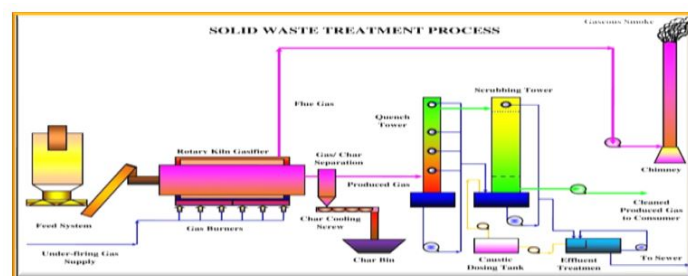 Gaseous Smoke
SOLID WASTE TREATMENT PROCESS
Scrubbing Tower
Flue Gas
Quench
Tower
Rotary Kiln Gasifier
Gas/ Char
Separation
Chimney
Produced Gas
Cleaned
Produced Gas
to Consumer
Feed System
Char Cooling
Screw
Gas Burners
Under-firing Gas
Supply
Char Bin
Caustic
Dosing Tank
Effluent
Treatmen
To Sewer